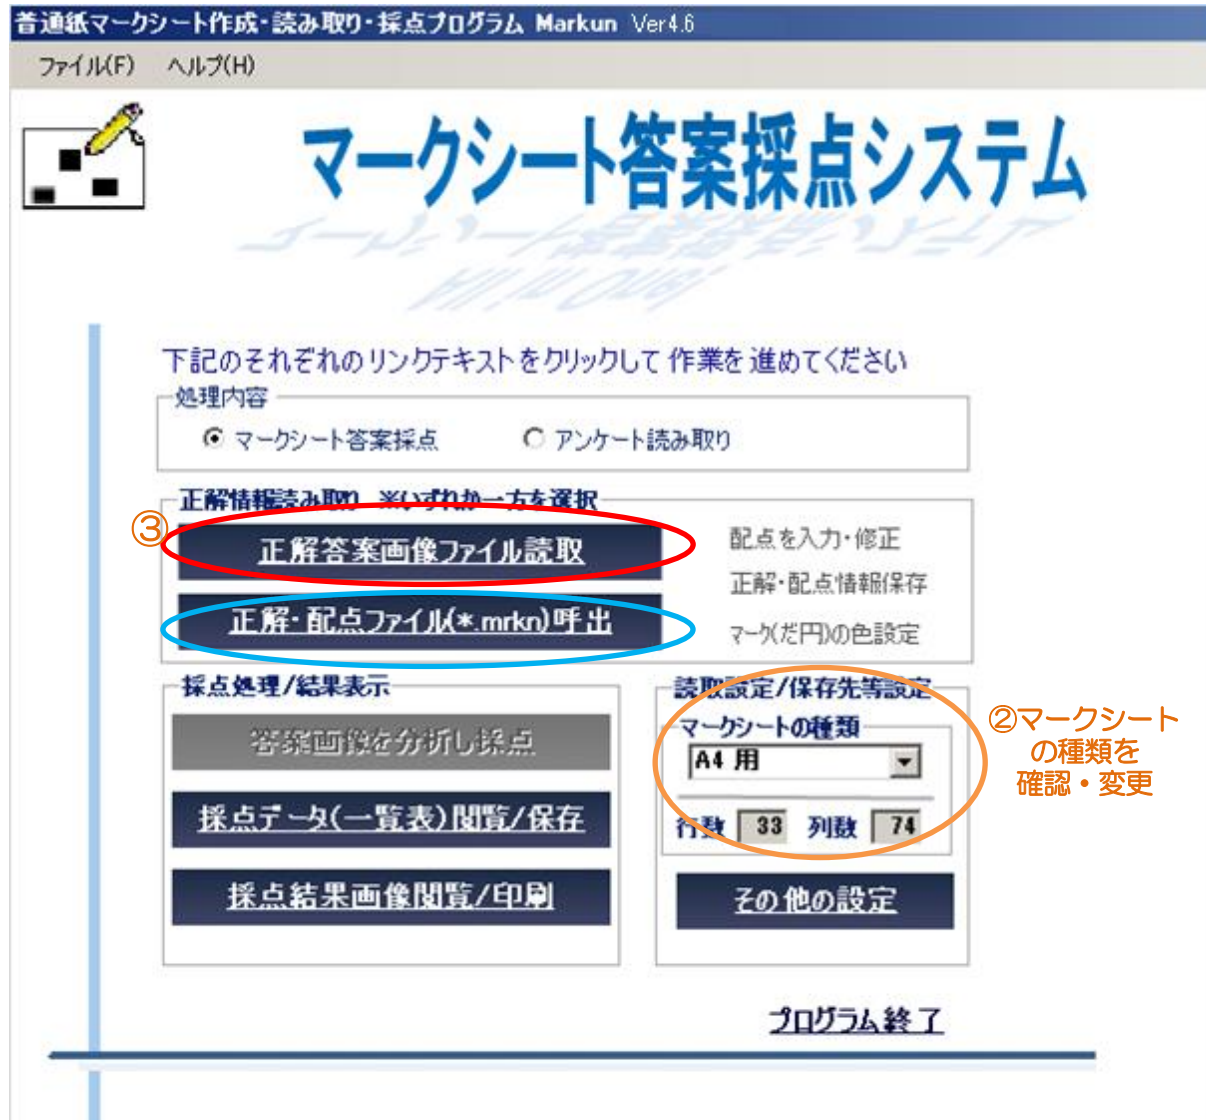 普通紙マークシート作成・読み取り・採点プログラム Markun Ver4.6
ファイル(F) ヘルプ(H)
マークシート答案採点システム
下記のそれぞれのリンクテキストをクリックして作業を進めてください
処理内容
マークシート答案採点 アンケート読み取り
正解情報読み取り ※いずれか一方を選択
③
正解答案画像ファイル読取
配点を入力・修正
正解・配点情報保存
正解・配点ファイル(*.mrkn)呼出
マーク(だ円)の色設定
採点処理/結果表示
答案画像を分析し採点
採点データ(一覧表)閲覧/保存
採点結果画像閲覧/印刷
読取設定/保存先等設定
マークシートの種類
A4 用
行数 33 列数 74
その他の設定
②マークシート
の種類を
確認・変更
プログラム終了